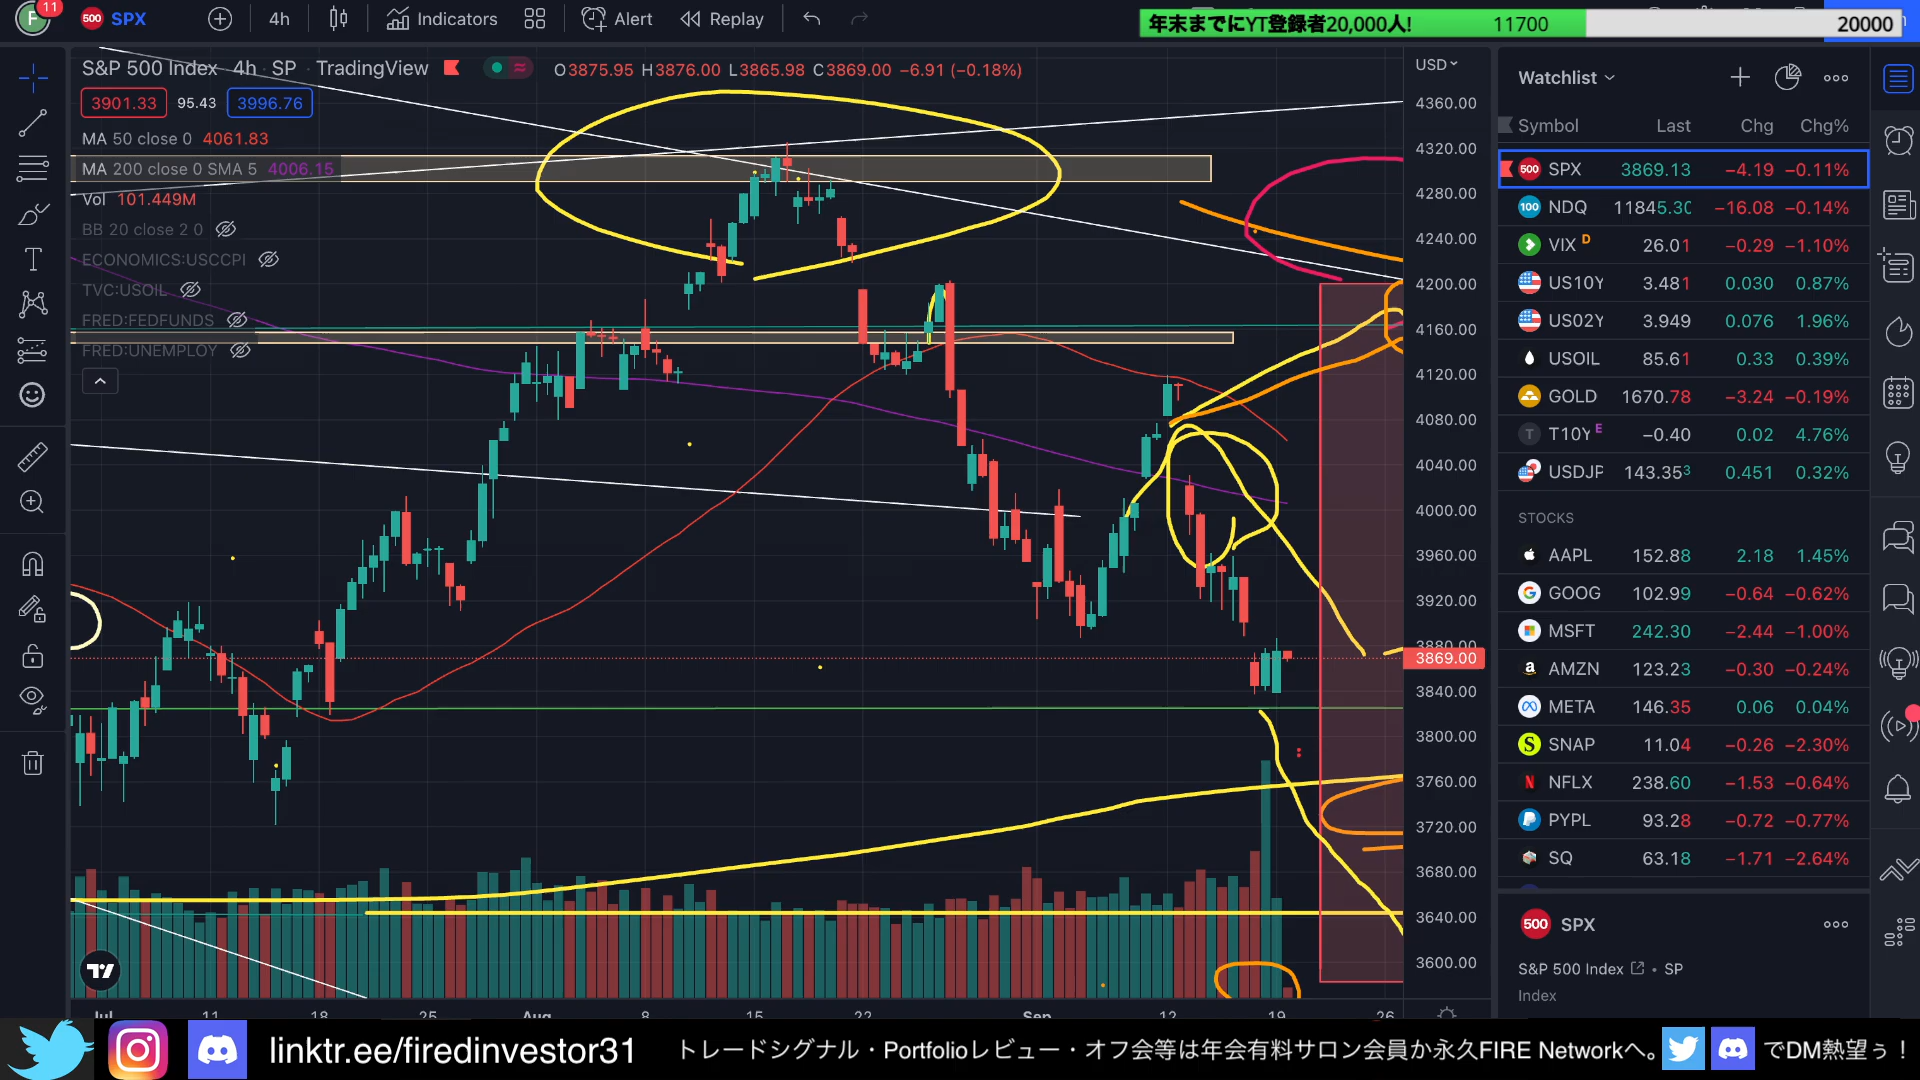 11
500 SPX
4h
Indicators
Alert
Replay
年末までにYT登録者20,000人!
11700
20000
S&P 500 Index · 4h · SP · TradingView
O3875.95 H3876.00 L3865.98 C3869.00 −6.91 (−0.18%)
3901.33 95.43 3996.76
MA 50 close 0 4061.83
MA 200 close 0 SMA 5 4006.15
Vol 101.449M
BB 20 close 2 0
ECONOMICS:USCCPI
TVC:USOIL
FRED:FEDFUNDS
FRED:UNEMPLOY
USD
4360.00
4320.00
4280.00
4240.00
4200.00
4160.00
4120.00
4080.00
4040.00
4000.00
3960.00
3920.00
3880.00
3869.00
3840.00
3800.00
3760.00
3720.00
3680.00
3640.00
3600.00
Jul 11 18 25 Aug 8 15 22 Sep 12 19 26
Watchlist
Symbol Last Chg Chg%
500 SPX 3869.13 −4.19 −0.11%
100 NDQ 11845.30 −16.08 −0.14%
VIX D 26.01 −0.29 −1.10%
US10Y 3.481 0.030 0.87%
US02Y 3.949 0.076 1.96%
USOIL 85.61 0.33 0.39%
GOLD 1670.78 −3.24 −0.19%
T T10Y E −0.40 0.02 4.76%
USDJP 143.353 0.451 0.32%
STOCKS
AAPL 152.88 2.18 1.45%
GOOG 102.99 −0.64 −0.62%
MSFT 242.30 −2.44 −1.00%
AMZN 123.23 −0.30 −0.24%
META 146.35 0.06 0.04%
SNAP 11.04 −0.26 −2.30%
NFLX 238.60 −1.53 −0.64%
PYPL 93.28 −0.72 −0.77%
SQ 63.18 −1.71 −2.64%
500 SPX
S&P 500 Index • SP
Index
linktr.ee/firedinvestor31
トレードシグナル・Portfolioレビュー・オフ会等は年会有料サロン会員か永久FIRE Networkへ。
でDM熱望ぅ！